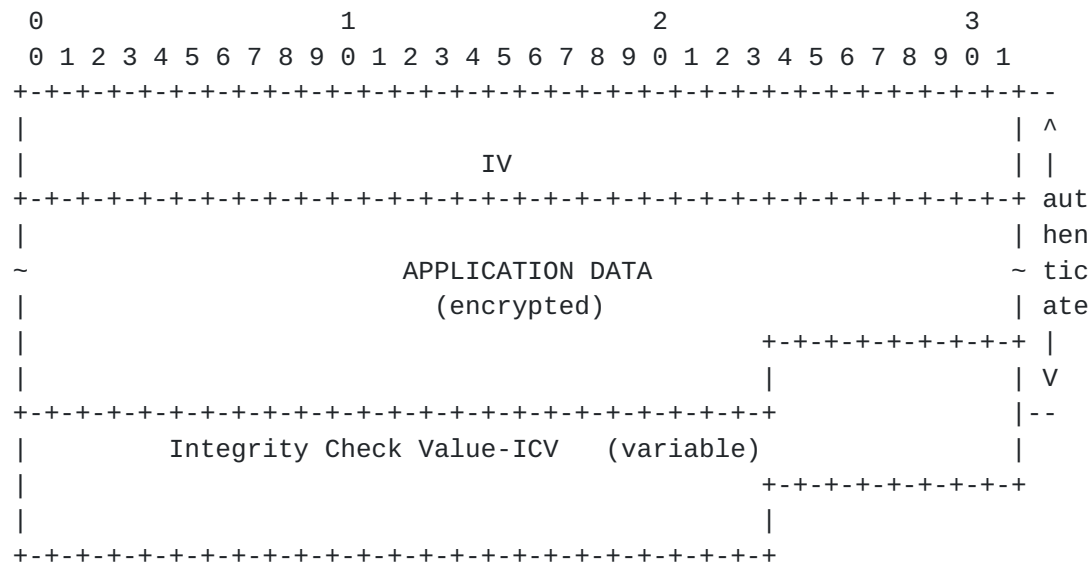 0                   1                   2                   3
 0 1 2 3 4 5 6 7 8 9 0 1 2 3 4 5 6 7 8 9 0 1 2 3 4 5 6 7 8 9 0 1
+-+-+-+-+-+-+-+-+-+-+-+-+-+-+-+-+-+-+-+-+-+-+-+-+-+-+-+-+-+-+-+-+--
|                                                               | ^
|                             IV                                | |
+-+-+-+-+-+-+-+-+-+-+-+-+-+-+-+-+-+-+-+-+-+-+-+-+-+-+-+-+-+-+-+-+ aut
|                                                               | hen
~                        APPLICATION DATA                       ~ tic
|                          (encrypted)                          | ate
|                                               +-+-+-+-+-+-+-+-+ |
|                                               |               | V
+-+-+-+-+-+-+-+-+-+-+-+-+-+-+-+-+-+-+-+-+-+-+-+-+               |--
|         Integrity Check Value-ICV   (variable)                |
|                                               +-+-+-+-+-+-+-+-+
|                                               |
+-+-+-+-+-+-+-+-+-+-+-+-+-+-+-+-+-+-+-+-+-+-+-+-+